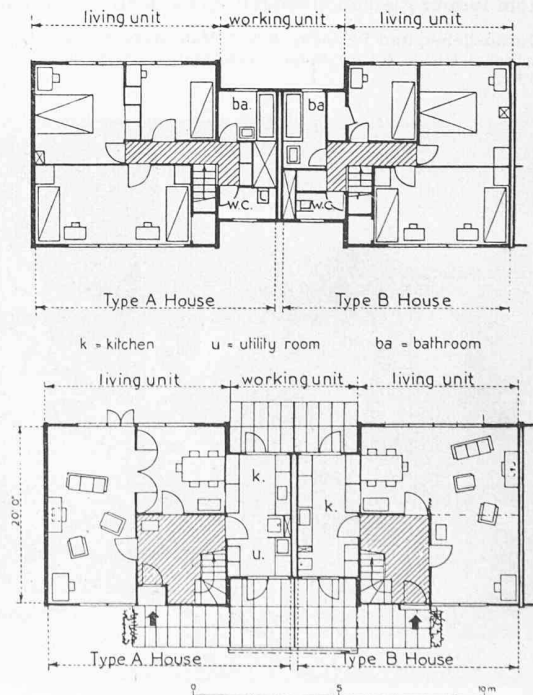 living unit working unit living unit
ba. ba
w.c. w.c.
Type A House Type B House
k = kitchen u = utility room ba = bathroom
living unit working unit living unit
20'0"
k. k.
u.
Type A House Type B House
0 5 10 m